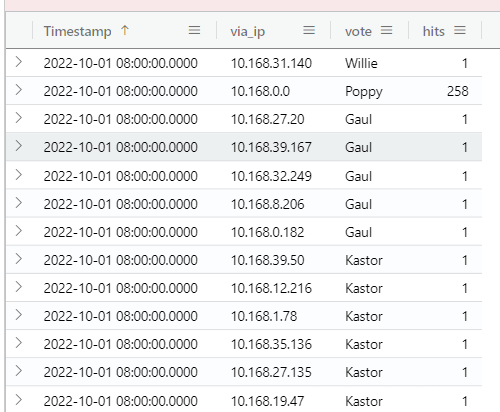 Timestamp ↑ via_ip vote hits
2022-10-01 08:00:00.0000 10.168.31.140 Willie 1
2022-10-01 08:00:00.0000 10.168.0.0 Poppy 258
2022-10-01 08:00:00.0000 10.168.27.20 Gaul 1
2022-10-01 08:00:00.0000 10.168.39.167 Gaul 1
2022-10-01 08:00:00.0000 10.168.32.249 Gaul 1
2022-10-01 08:00:00.0000 10.168.8.206 Gaul 1
2022-10-01 08:00:00.0000 10.168.0.182 Gaul 1
2022-10-01 08:00:00.0000 10.168.39.50 Kastor 1
2022-10-01 08:00:00.0000 10.168.12.216 Kastor 1
2022-10-01 08:00:00.0000 10.168.1.78 Kastor 1
2022-10-01 08:00:00.0000 10.168.35.136 Kastor 1
2022-10-01 08:00:00.0000 10.168.27.135 Kastor 1
2022-10-01 08:00:00.0000 10.168.19.47 Kastor 1